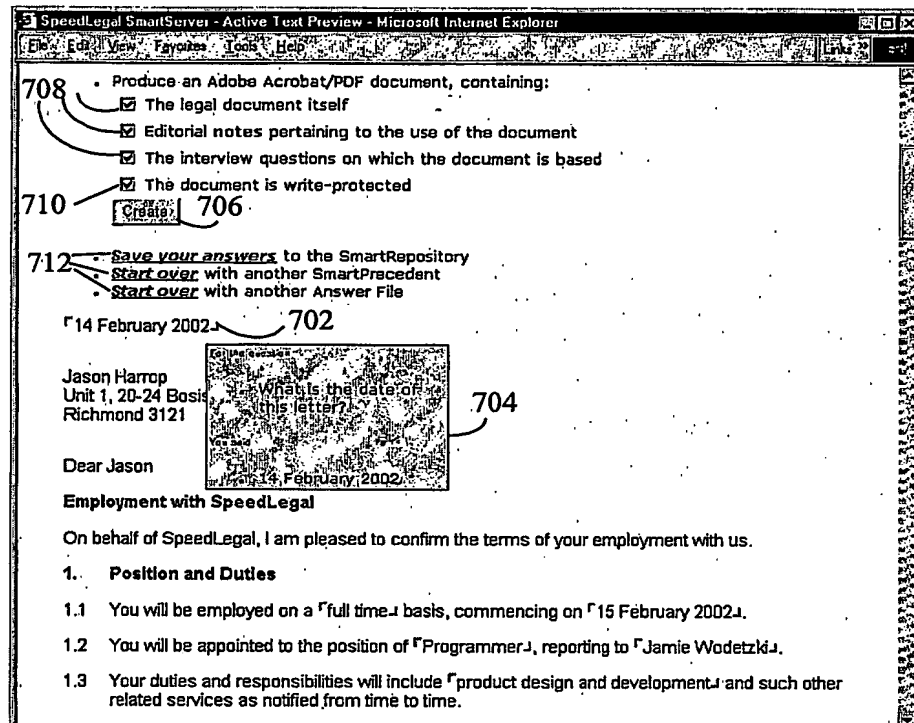 SpeedLegal SmartServer - Active Text Preview - Microsoft Internet Explorer
File Edit View Favorites Tools Help Links »
• Produce an Adobe Acrobat/PDF document, containing:
708
The legal document itself
Editorial notes pertaining to the use of the document
The interview questions on which the document is based
The document is write-protected
710
Create 706
712
• Save your answers to the SmartRepository
• Start over with another SmartPrecedent
• Start over with another Answer File
⌜14 February 2002⌟ 702
For the question
What is the date of this letter?
You said
14 February 2002
704
Jason Harrop
Unit 1, 20-24 Bosis
Richmond 3121
Dear Jason
Employment with SpeedLegal
On behalf of SpeedLegal, I am pleased to confirm the terms of your employment with us.
1. Position and Duties
1.1 You will be employed on a ⌜full time⌟ basis, commencing on ⌜15 February 2002⌟.
1.2 You will be appointed to the position of ⌜Programmer⌟, reporting to ⌜Jamie Wodetzki⌟.
1.3 Your duties and responsibilities will include ⌜product design and development⌟ and such other
related services as notified from time to time.